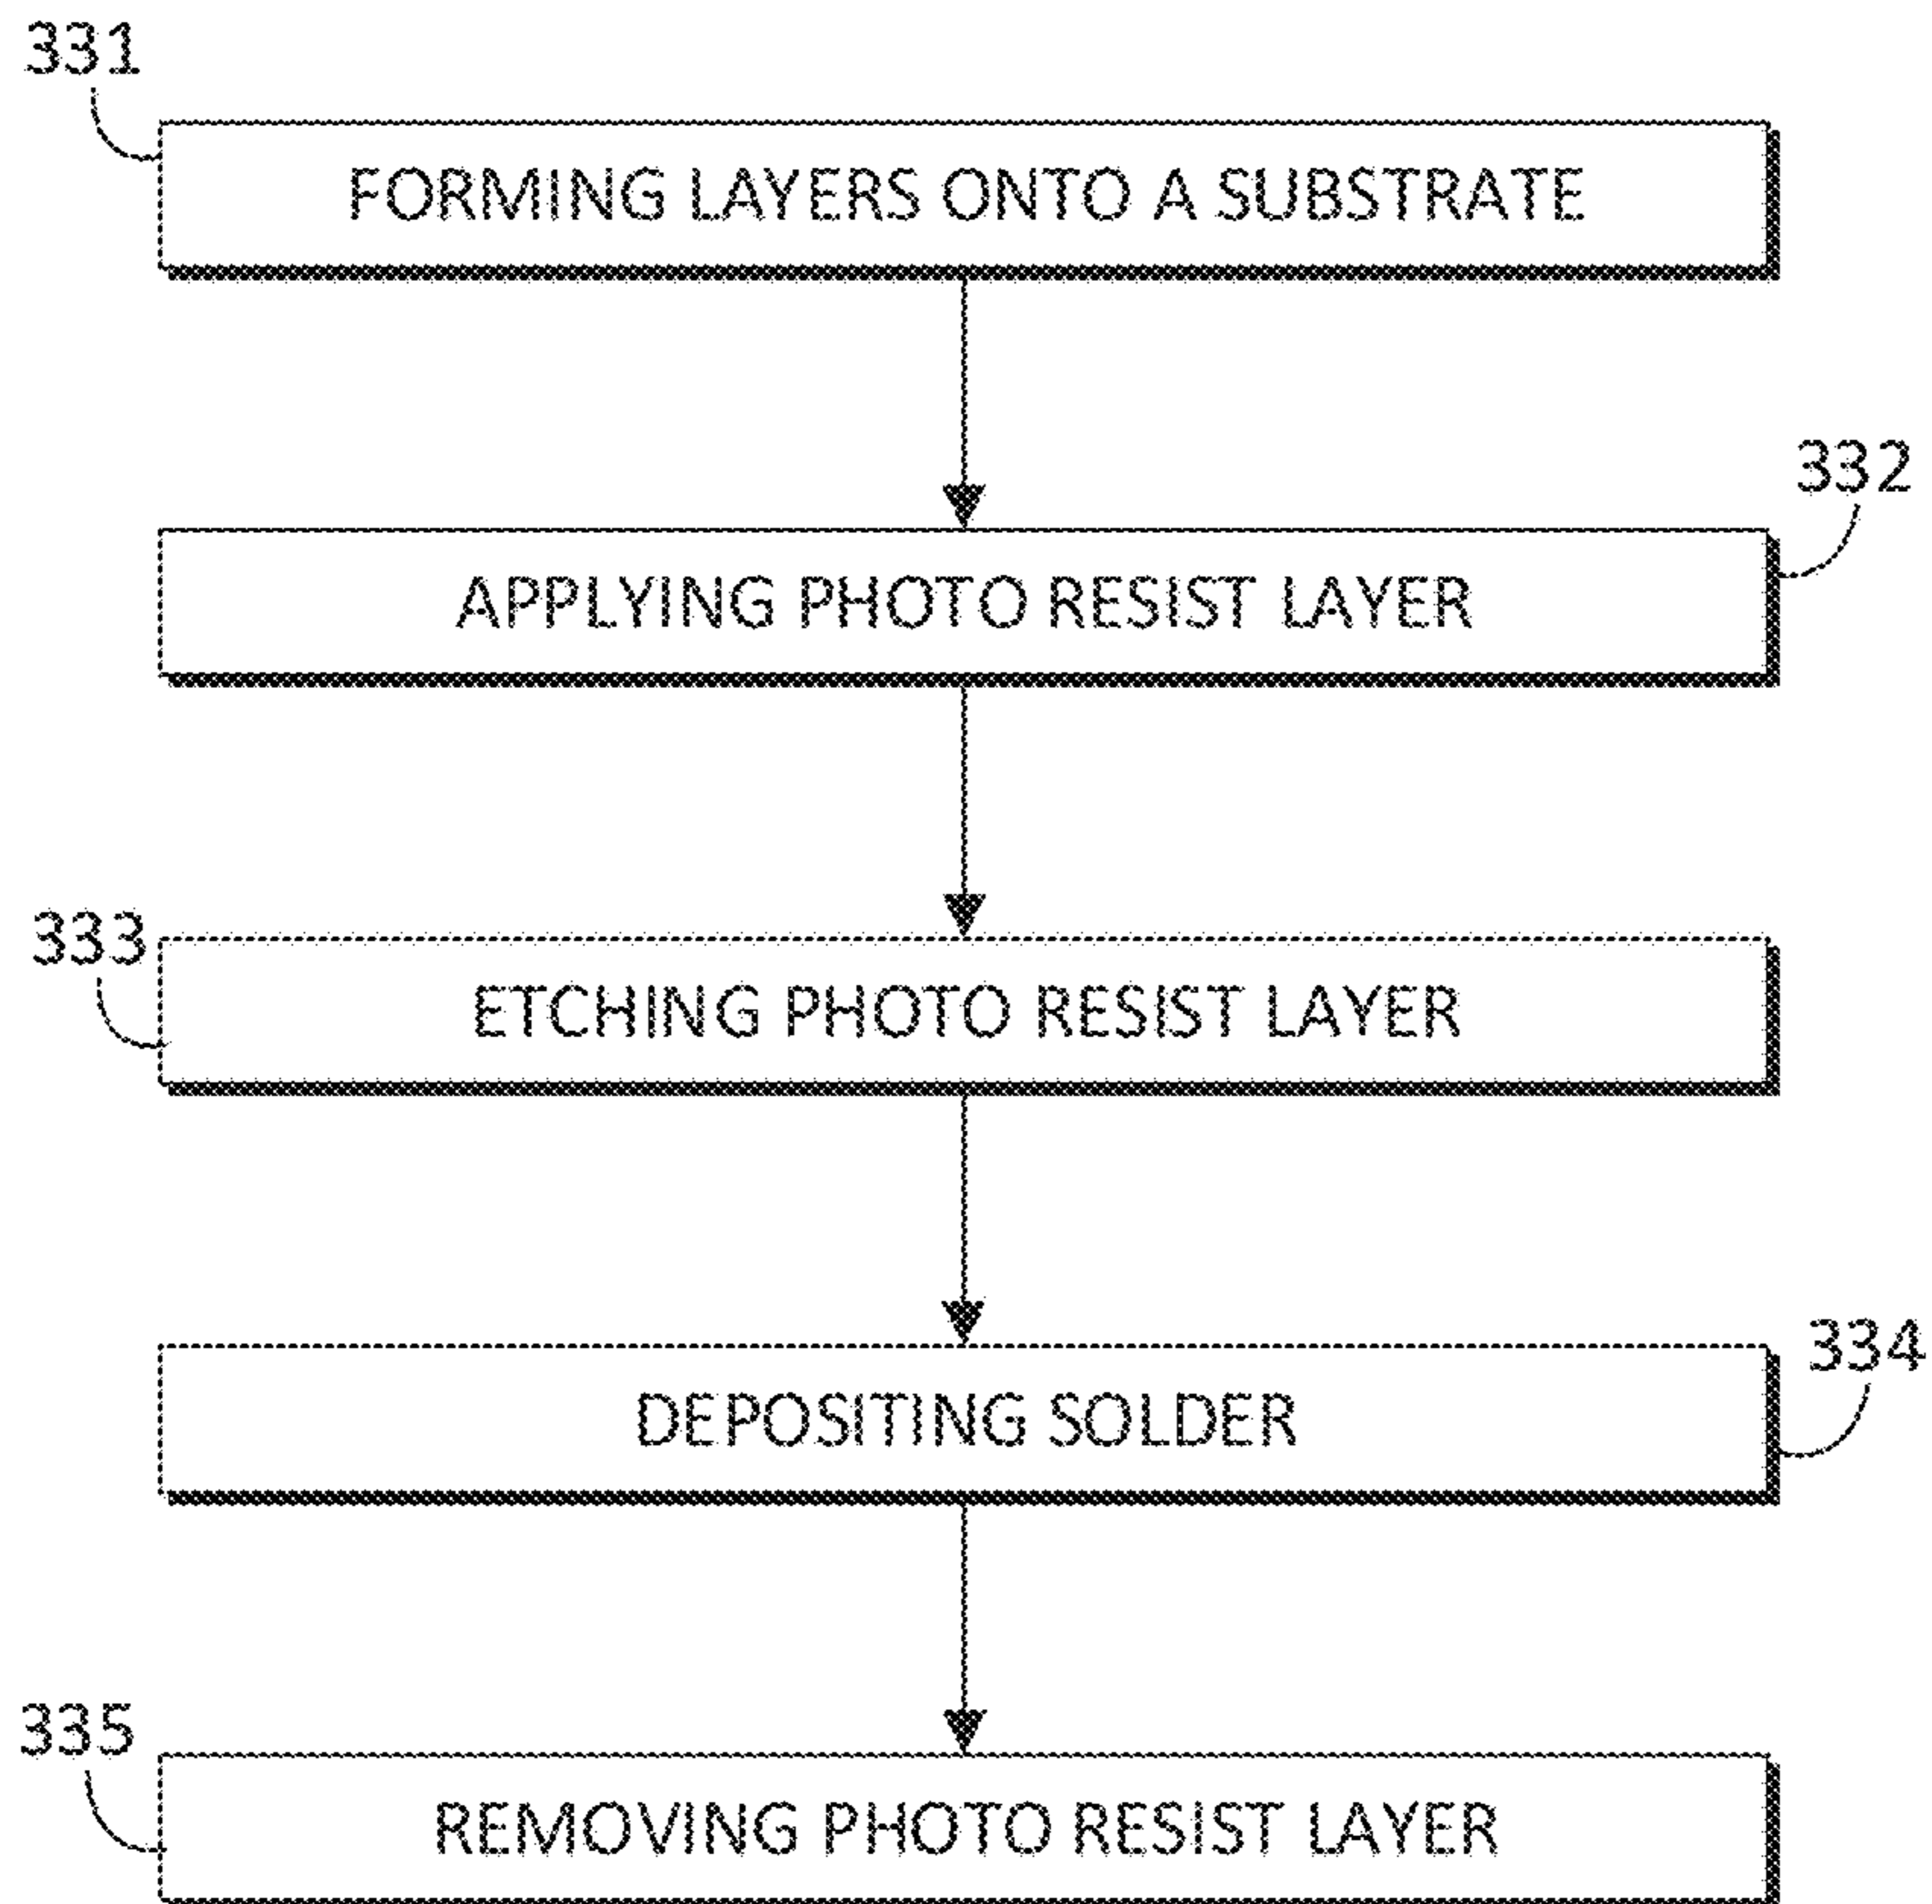 331
FORMING LAYERS ONTO A SUBSTRATE
332
APPLYING PHOTO RESIST LAYER
333
ETCHING PHOTO RESIST LAYER
334
DEPOSITING SOLDER
335
REMOVING PHOTO RESIST LAYER